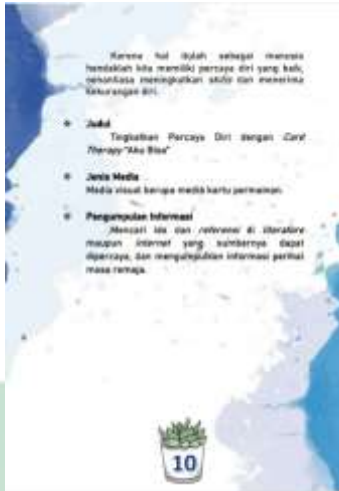 Karena hal itulah sebagai manusia
hendaklah kita memiliki percaya diri yang baik,
senantiasa meningkatkan skills dan menerima
kekurangan diri.
Judul
Tingkatkan Percaya Diri dengan Card
Therapy "Aku Bisa"
Jenis Media
Media visual berupa media kartu permainan.
Pengumpulan Informasi
Mencari ide dan referensi di literature
maupun internet yang sumbernya dapat
dipercaya, dan mengumpulkan informasi perihal
masa remaja.
10